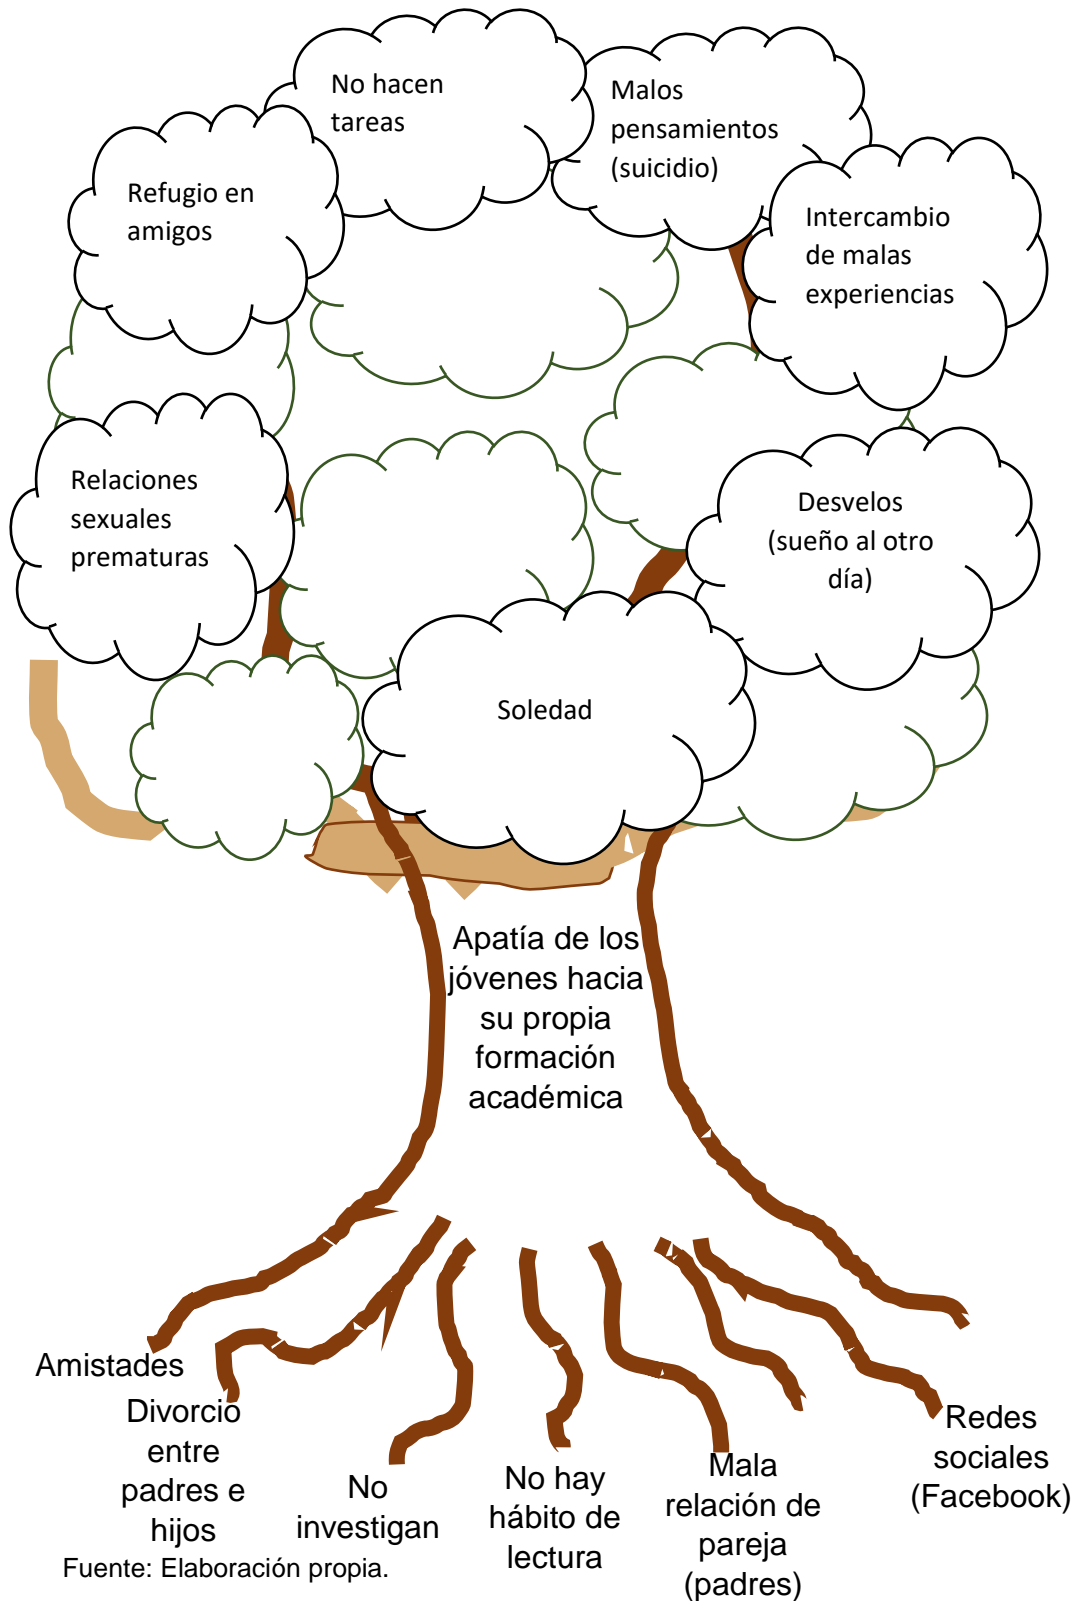 No hacen
tareas
Malos
pensamientos
(suicidio)
Refugio en
amigos
Intercambio
de malas
experiencias
Relaciones
sexuales
prematuras
Desvelos
(sueño al otro
día)
Soledad
Apatía de los
jóvenes hacia
su propia
formación
académica
Amistades
Divorcio
entre
padres e
hijos
No
investigan
No hay
hábito de
lectura
Mala
relación de
pareja
(padres)
Redes
sociales
(Facebook)
Fuente: Elaboración propia.